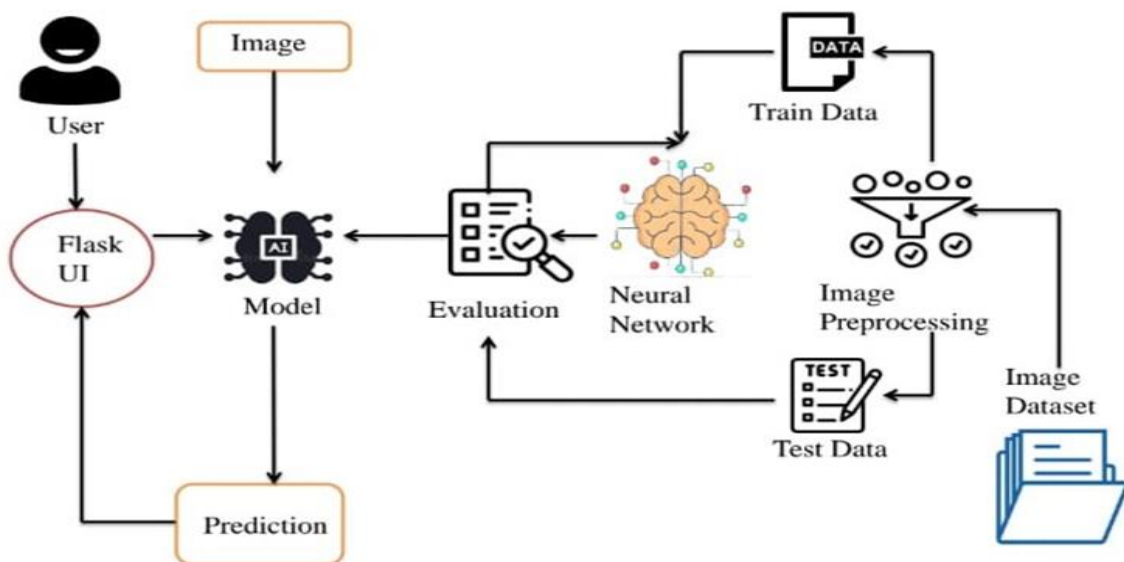 Image
DATA
User
Train Data
Flask
UI
AI
Model
Evaluation
Neural
Network
Image
Preprocessing
TEST
Test Data
Image
Dataset
Prediction